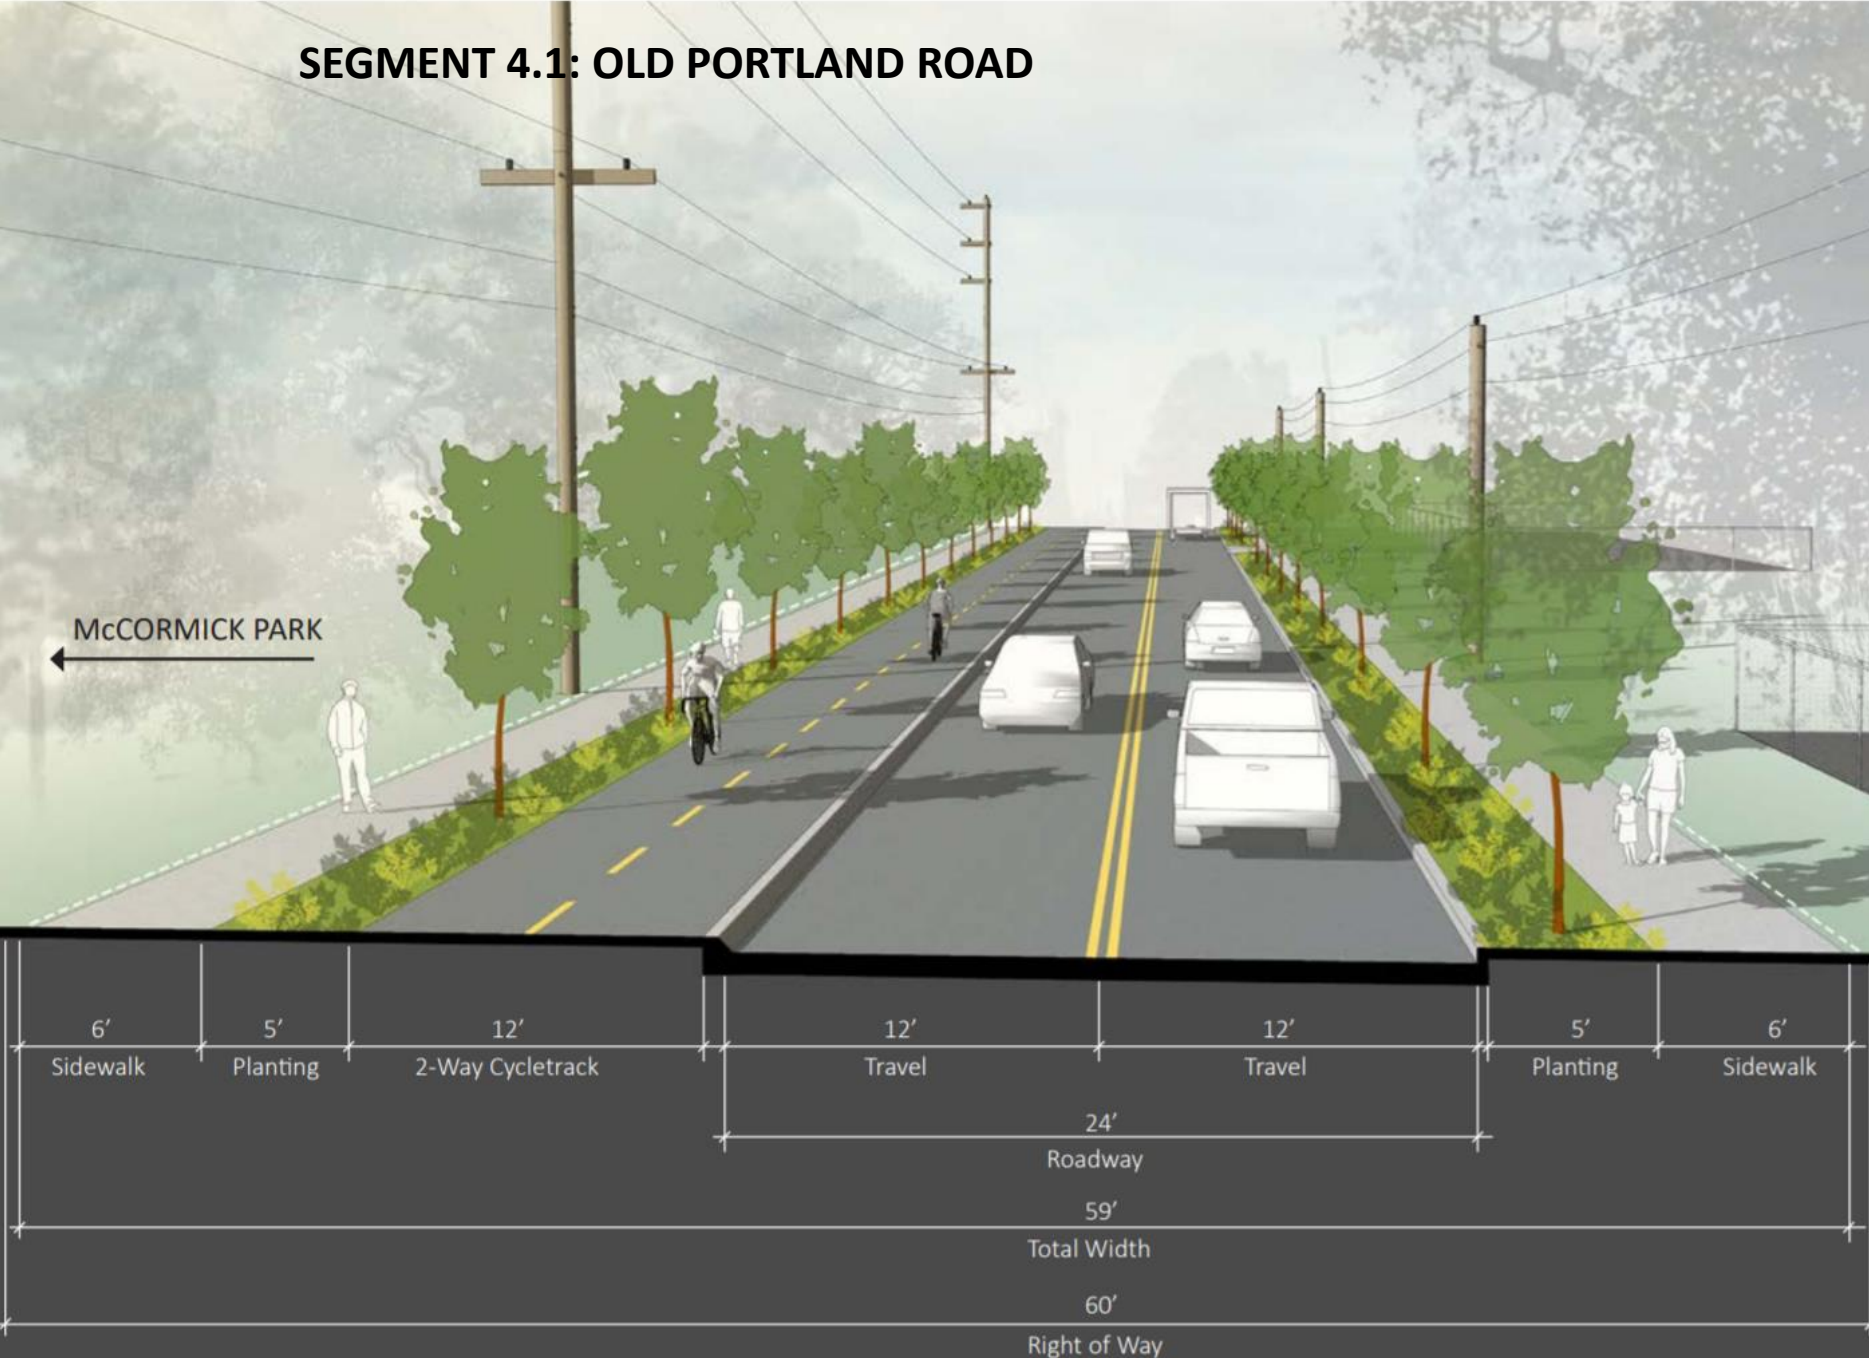 SEGMENT 4.1: OLD PORTLAND ROAD
McCORMICK PARK
6’ 5’ 12’ 12’ 12’ 5’ 6’
Sidewalk Planting 2-Way Cycletrack Travel Travel Planting Sidewalk
24’
Roadway
59’
Total Width
60’
Right of Way